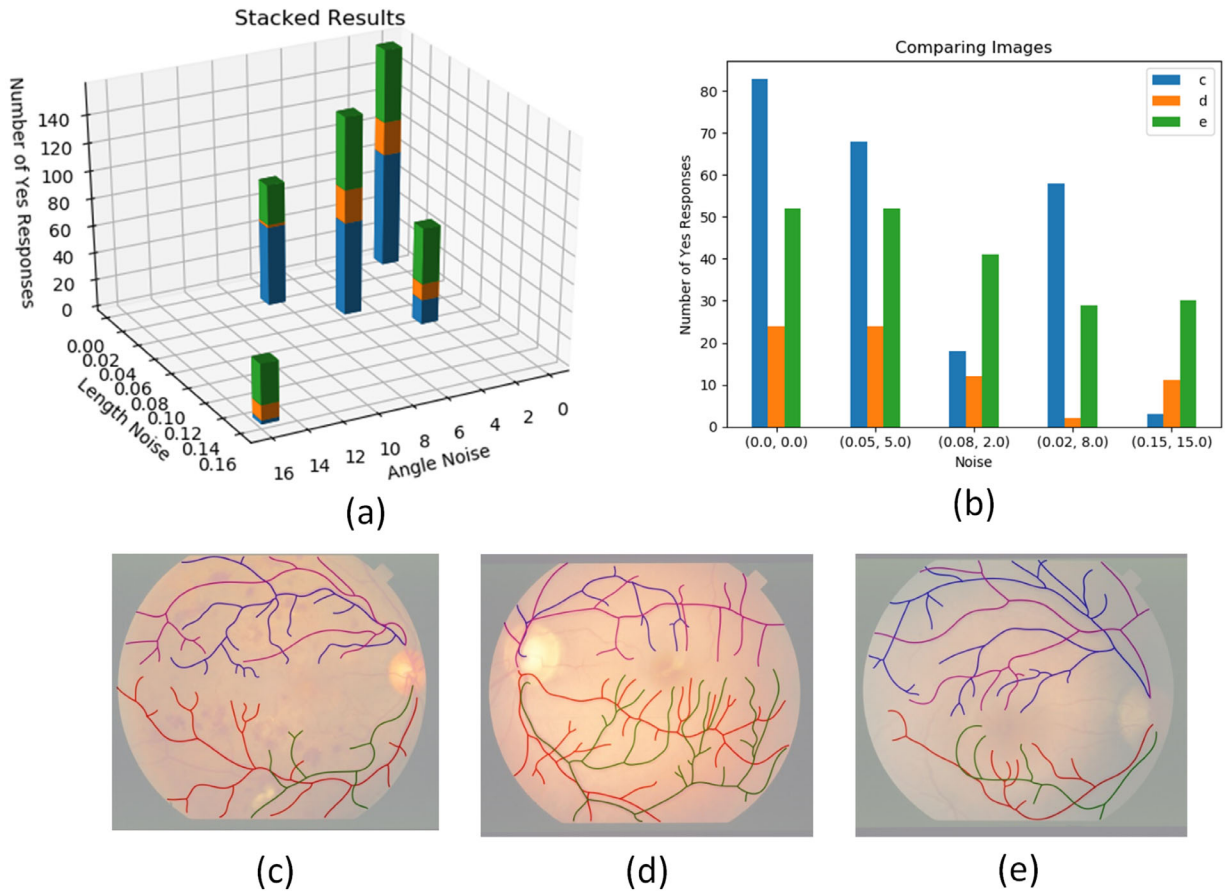 Stacked Results
Number of Yes Responses
140
120
100
80
60
40
20
0
0.00
0.02
0.04
0.06
0.08
0.10
0.12
0.14
0.16
Length Noise
16
14
12
10
8
6
4
2
0
Angle Noise
(a)
Comparing Images
c
d
e
Number of Yes Responses
80
70
60
50
40
30
20
10
0
(0.0, 0.0)
(0.05, 5.0)
(0.08, 2.0)
(0.02, 8.0)
(0.15, 15.0)
Noise
(b)
(c)
(d)
(e)